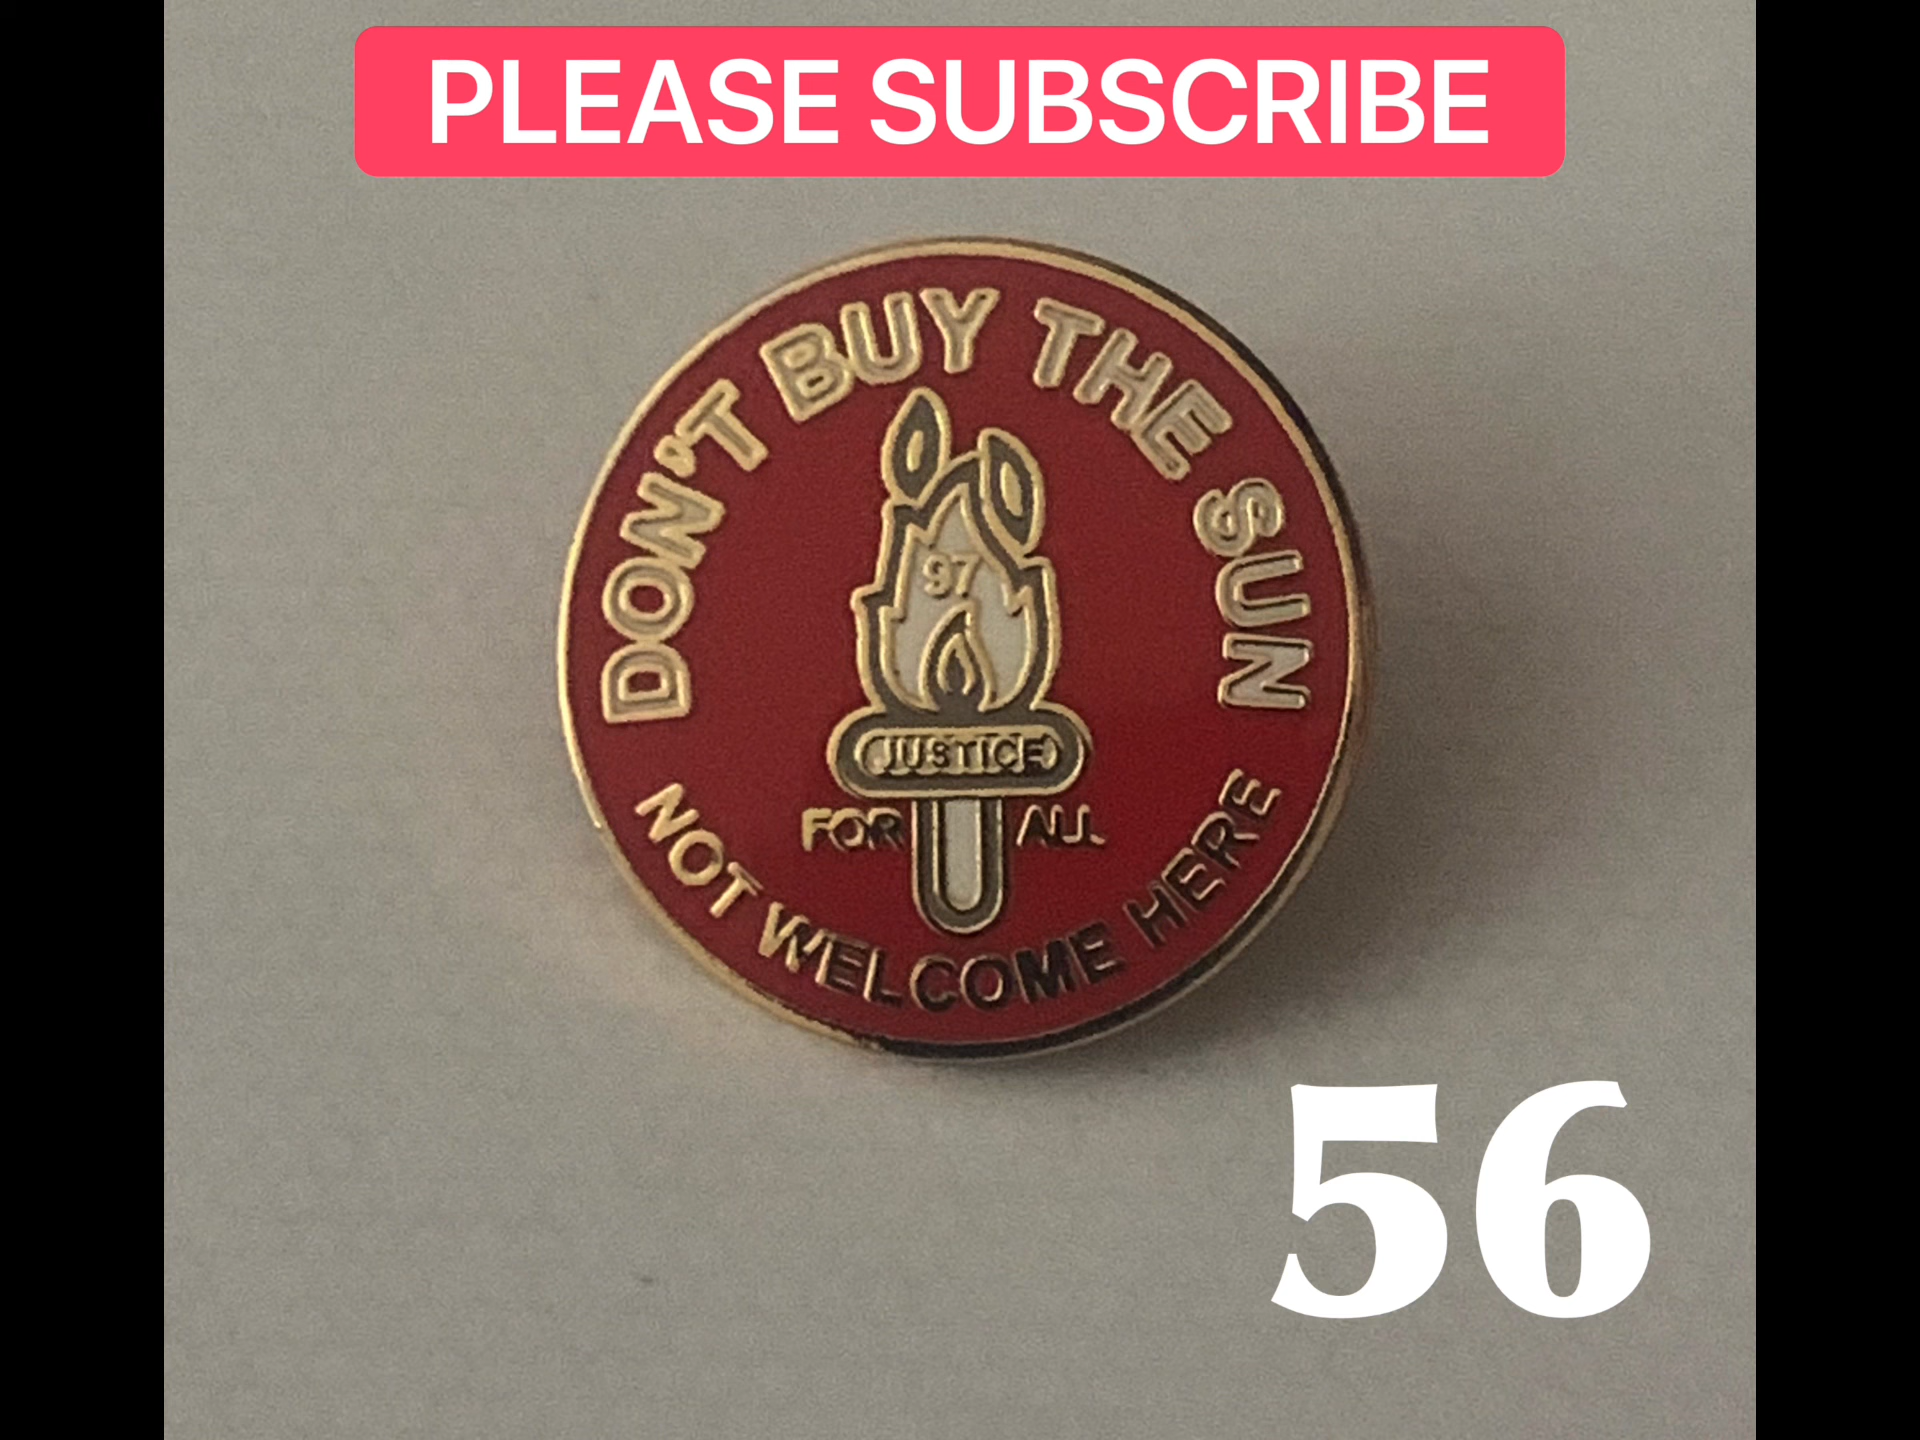 PLEASE SUBSCRIBE
DON'T BUY THE SUN
97
JUSTICE
FOR ALL
NOT WELCOME HERE
56